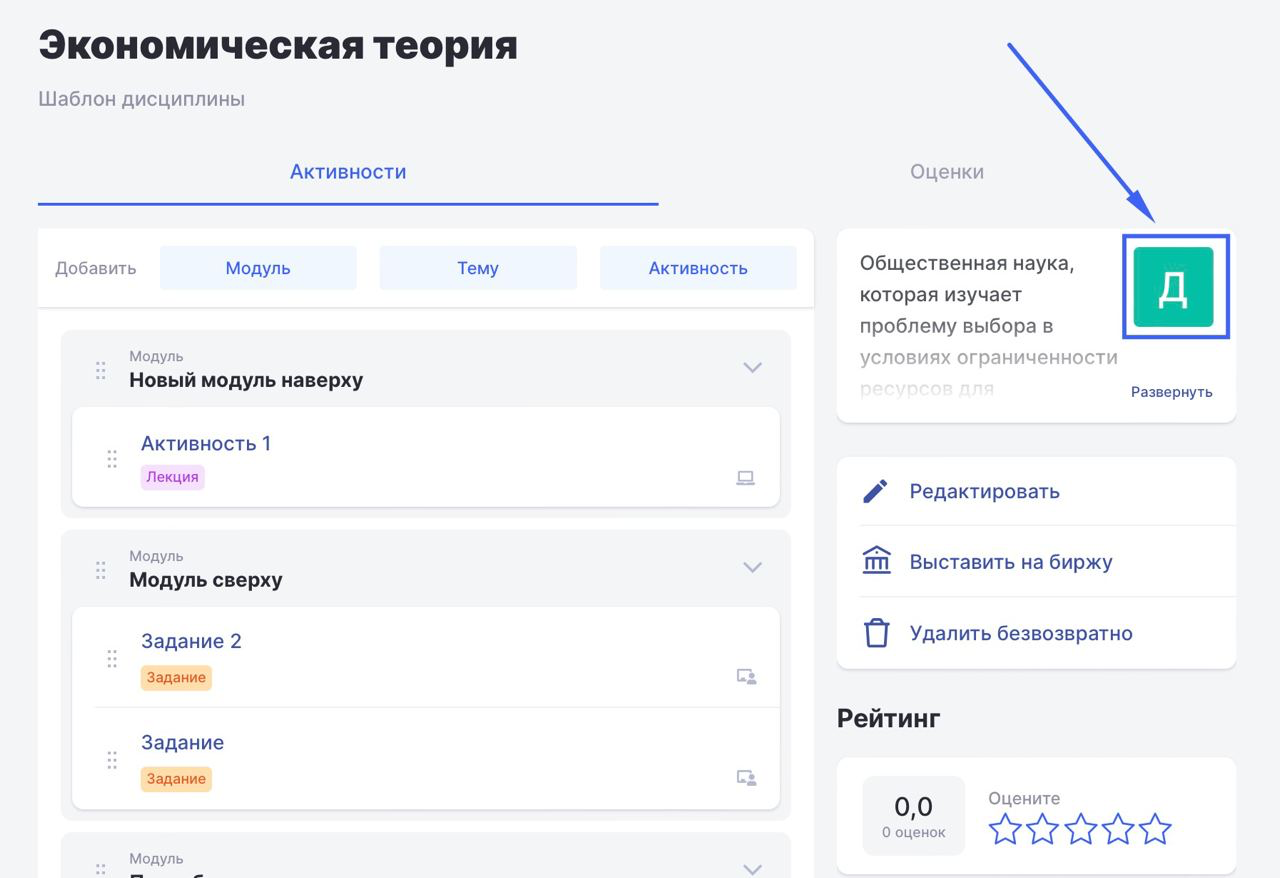 Экономическая теория
Шаблон дисциплины
Активности
Оценки
Добавить
Модуль
Тему
Активность
Модуль
Новый модуль наверху
Активность 1
Лекция
Модуль
Модуль сверху
Задание 2
Задание
Задание
Задание
Модуль
Общественная наука,
которая изучает
проблему выбора в
условиях ограниченности
ресурсов для
Д
Развернуть
Редактировать
Выставить на биржу
Удалить безвозвратно
Рейтинг
0,0
0 оценок
Оцените